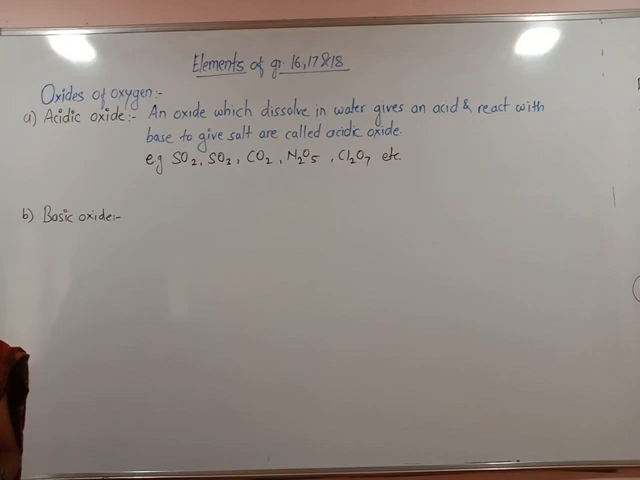 Elements of gr. 16, 17 & 18
Oxides of oxygen:-
a) Acidic oxide:- An oxide which dissolve in water gives an acid & react with
base to give salt are called acidic oxide.
eg SO₂, SO₃, CO₂, N₂O₅, Cl₂O₇ etc.
b) Basic oxide:-